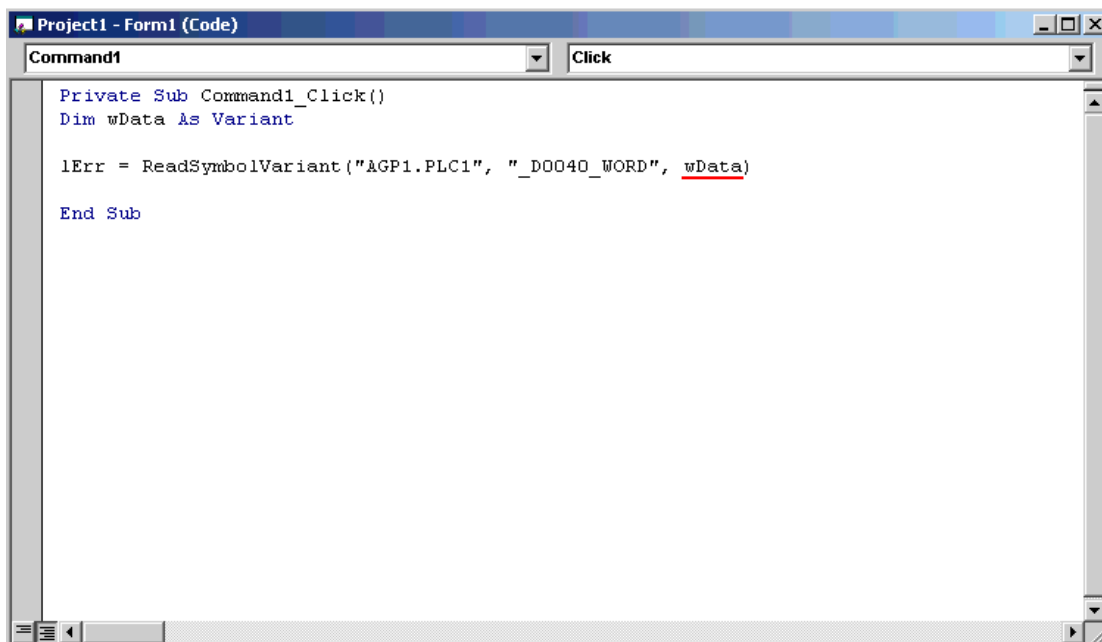 Project1 - Form1 (Code)
Command1 Click
Private Sub Command1_Click()
Dim wData As Variant
lErr = ReadSymbolVariant("AGP1.PLC1", "_D0040_WORD", wData)
End Sub